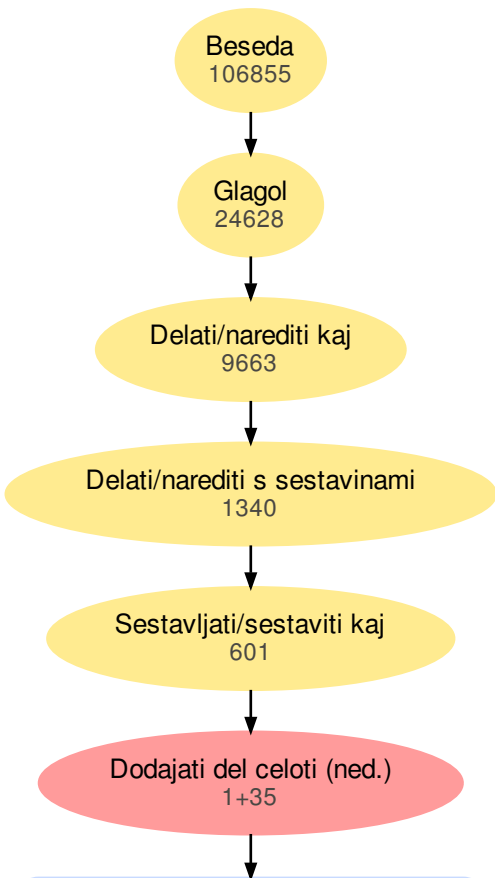 Beseda
106855
Glagol
24628
Delati/narediti kaj
9663
Delati/narediti s sestavinami
1340
Sestavljati/sestaviti kaj
601
Dodajati del celoti (ned.)
1+35